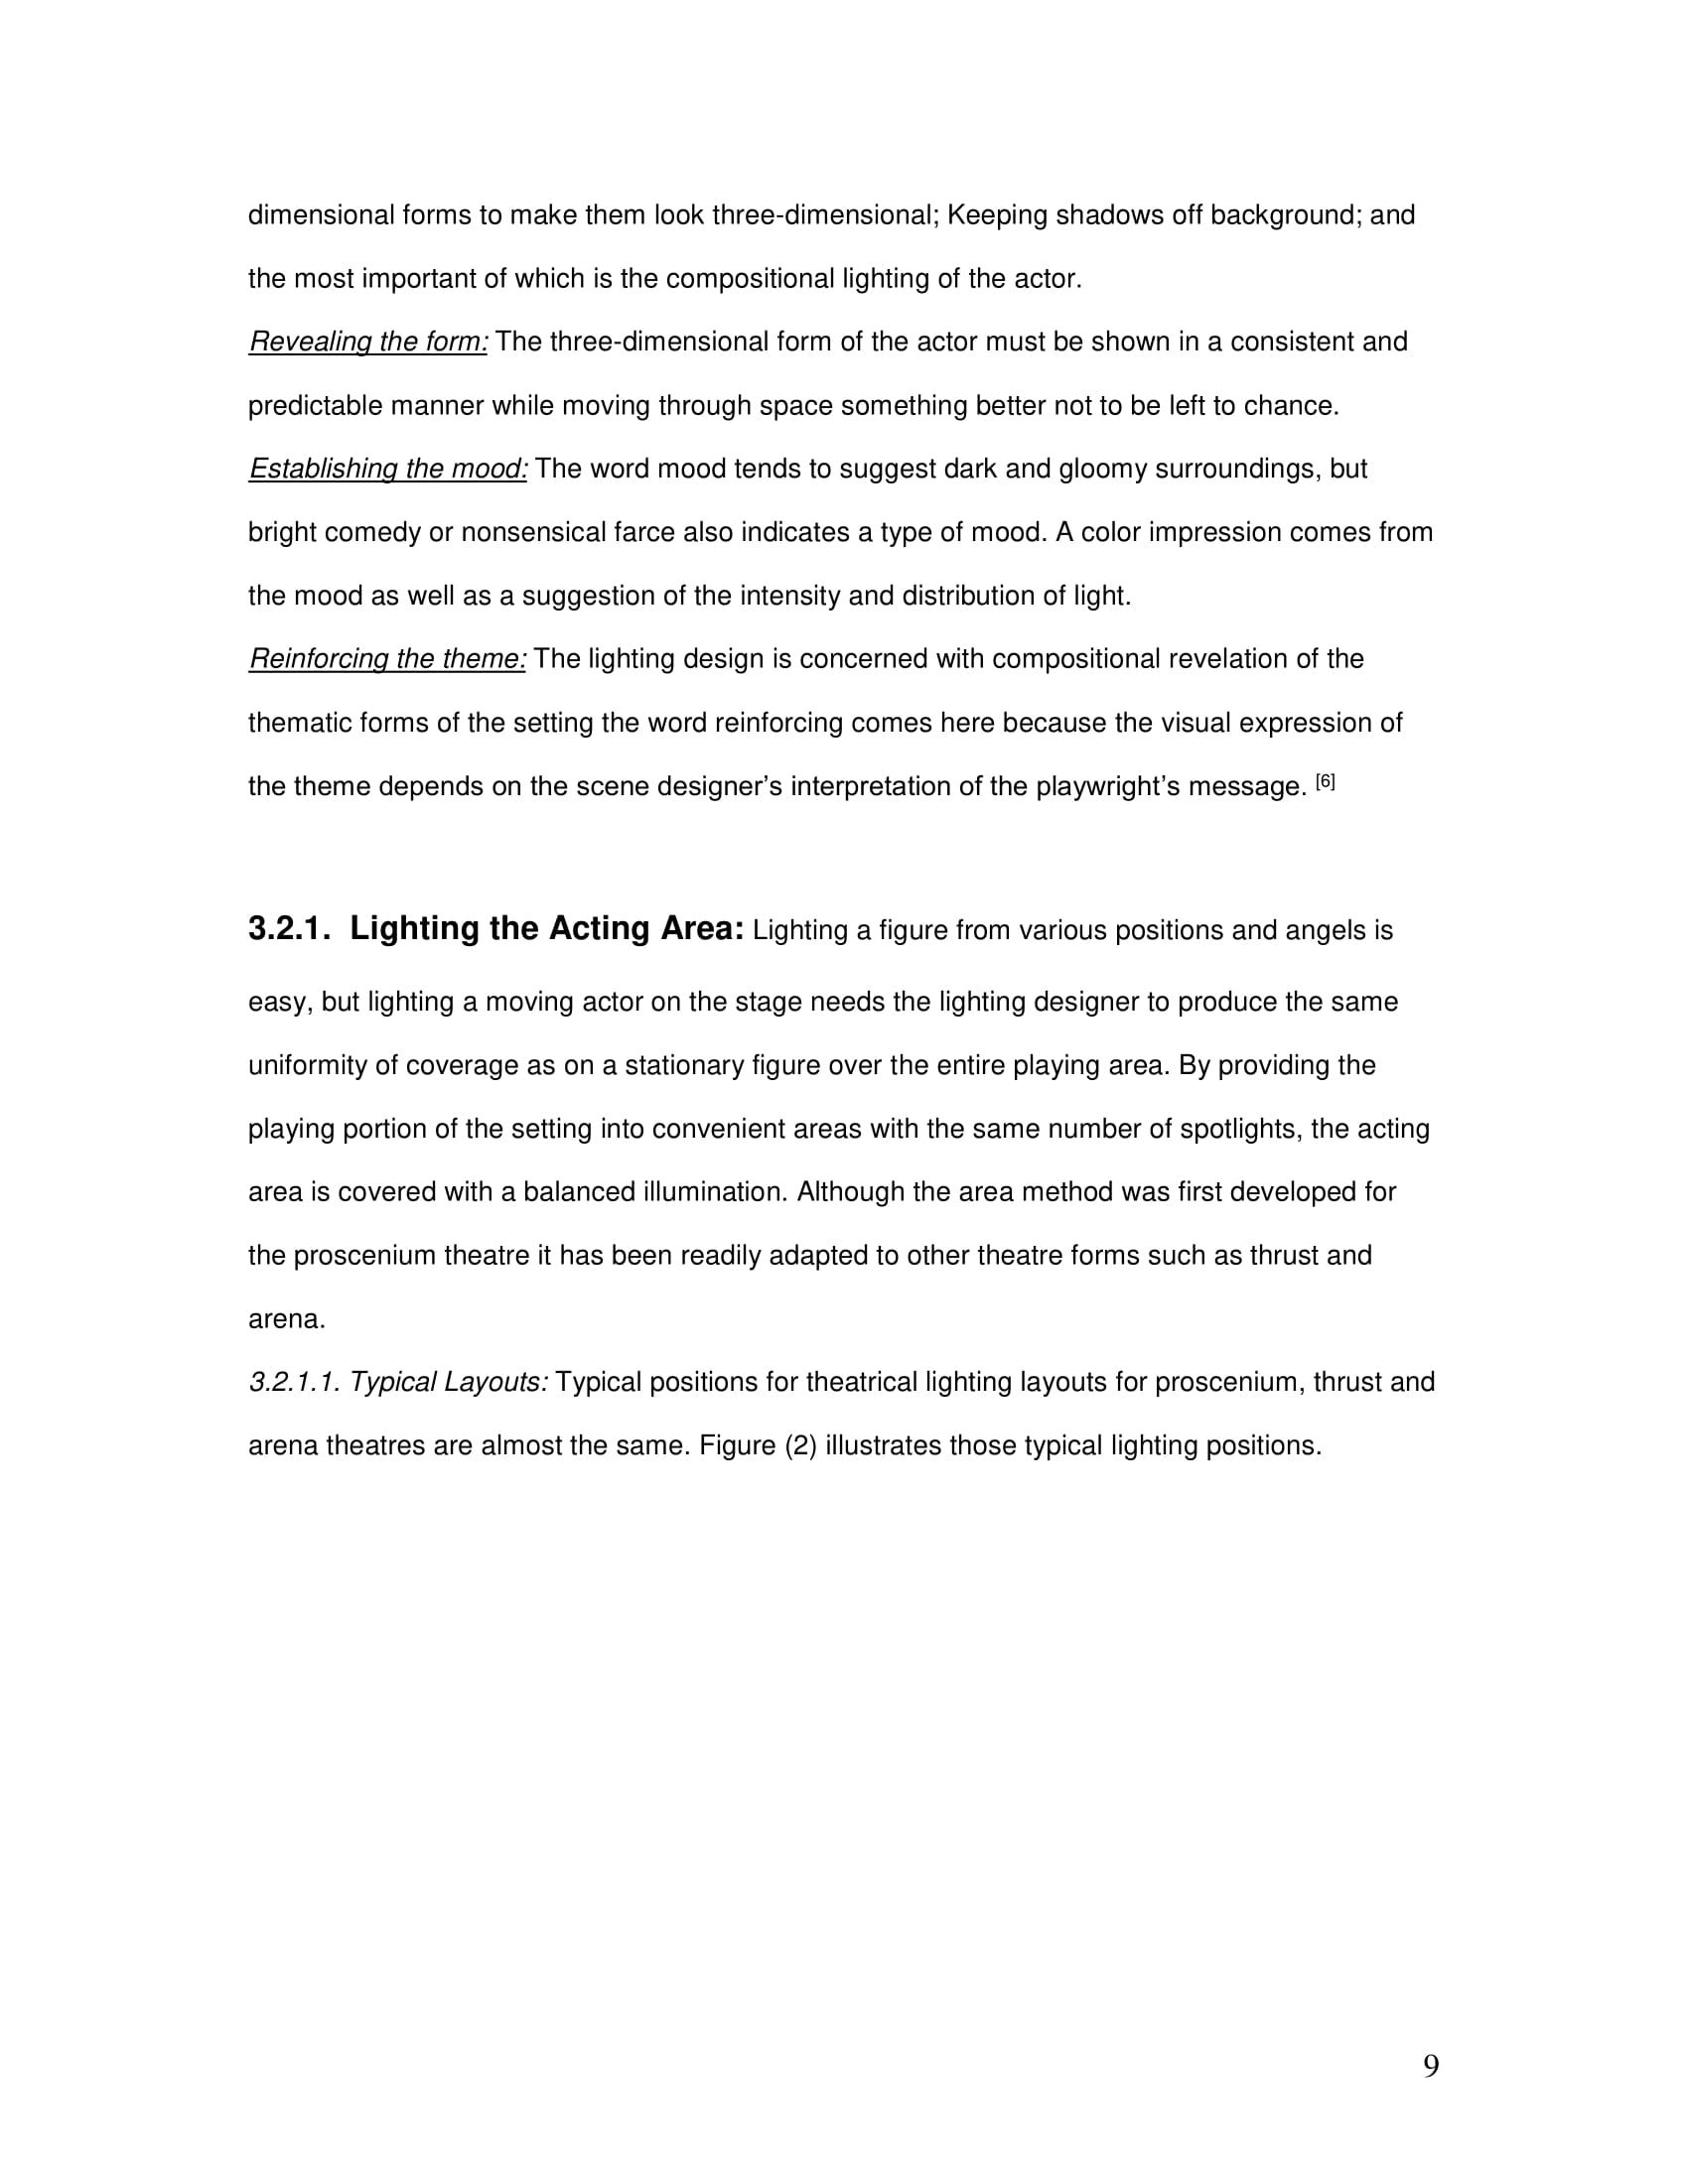 dimensional forms to make them look three-dimensional; Keeping shadows off background; and
the most important of which is the compositional lighting of the actor.
Revealing the form: The three-dimensional form of the actor must be shown in a consistent and
predictable manner while moving through space something better not to be left to chance.
Establishing the mood: The word mood tends to suggest dark and gloomy surroundings, but
bright comedy or nonsensical farce also indicates a type of mood. A color impression comes from
the mood as well as a suggestion of the intensity and distribution of light.
Reinforcing the theme: The lighting design is concerned with compositional revelation of the
thematic forms of the setting the word reinforcing comes here because the visual expression of
the theme depends on the scene designer’s interpretation of the playwright’s message. [6]
3.2.1. Lighting the Acting Area: Lighting a figure from various positions and angels is
easy, but lighting a moving actor on the stage needs the lighting designer to produce the same
uniformity of coverage as on a stationary figure over the entire playing area. By providing the
playing portion of the setting into convenient areas with the same number of spotlights, the acting
area is covered with a balanced illumination. Although the area method was first developed for
the proscenium theatre it has been readily adapted to other theatre forms such as thrust and
arena.
3.2.1.1. Typical Layouts: Typical positions for theatrical lighting layouts for proscenium, thrust and
arena theatres are almost the same. Figure (2) illustrates those typical lighting positions.
9